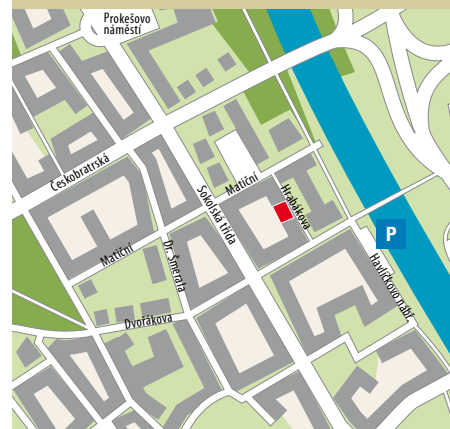 Prokešovo
náměstí
Českobratrská
Matiční
Hrabákova
Sokolská třída
P
Matiční
Dr. Šmerala
Havlíčkovo nábř.
Dvořákova